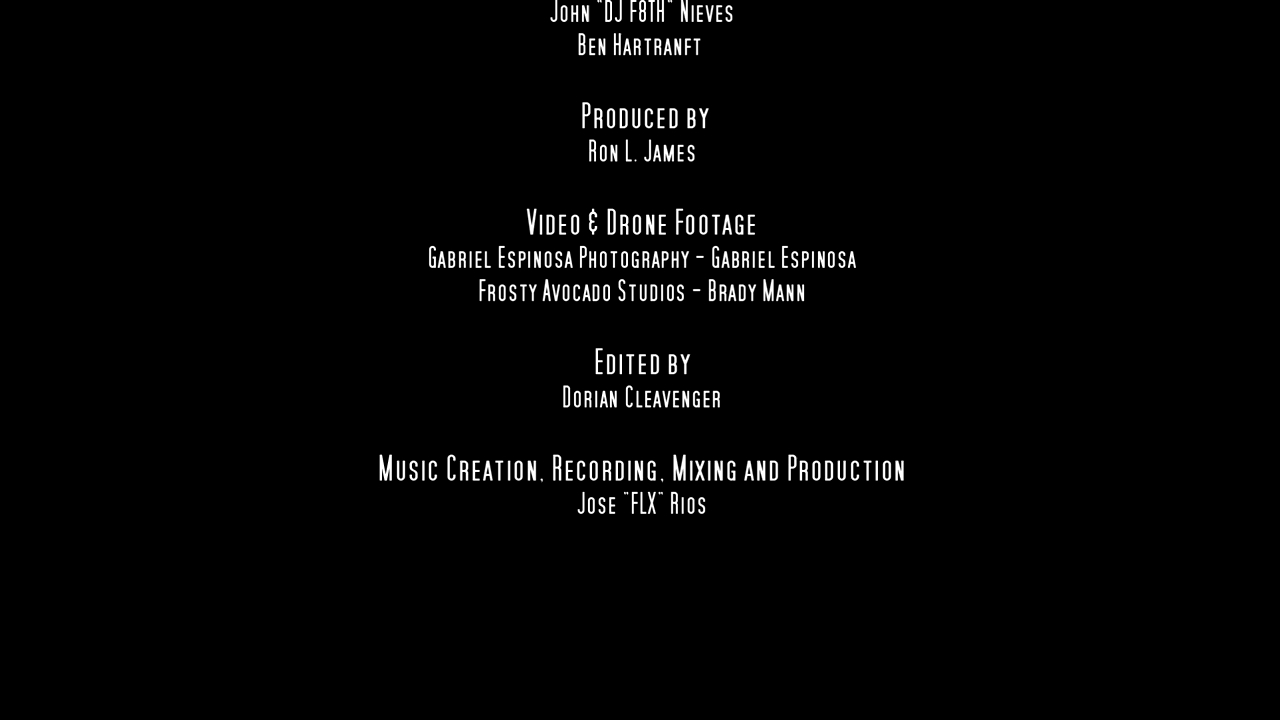 John "DJ F8TH" Nieves
Ben Hartranft
Produced by
Ron L. James
Video & Drone Footage
Gabriel Espinosa Photography - Gabriel Espinosa
Frosty Avocado Studios - Brady Mann
Edited by
Dorian Cleavenger
Music Creation, Recording, Mixing and Production
Jose "FLX" Rios